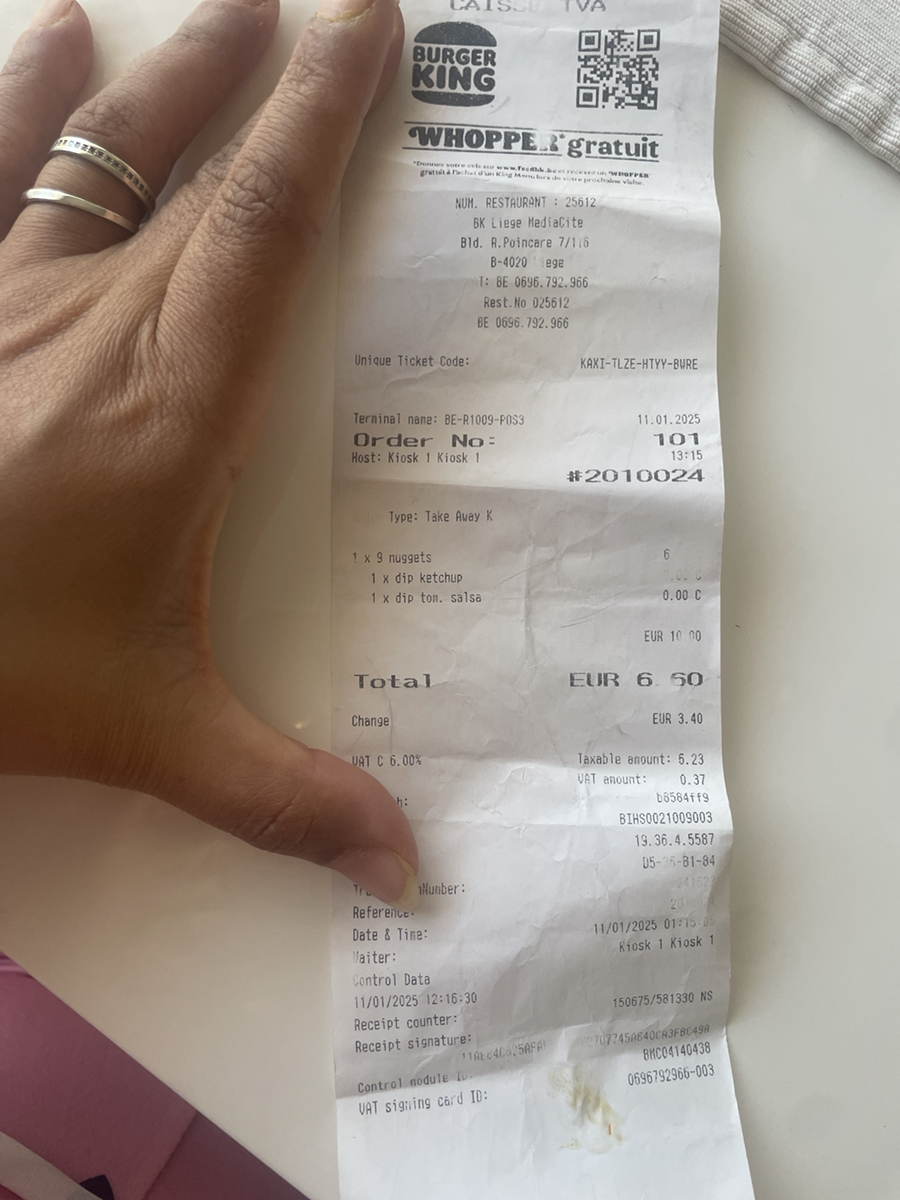 TVA
BURGER KING
WHOPPER gratuit
NUM. RESTAURANT : 25612
BK Liege MediaCite
Bld. A.Poincare 7/116
B-4020
T: BE 0696.792.966
Rest.No 025612
BE 0696.792.966
Unique Ticket Code: KAXI-TLZE-HTYY-BWRE
Terminal name: BE-R1009-POS3 11.01.2025
Order No: 101
Host: Kiosk 1 Kiosk 1 13:15
#2010024
Type: Take Away K
1 x 9 nuggets 6
1 x dip ketchup
1 x dip tom. salsa 0.00 C
EUR
Total EUR 6.60
Change EUR 3.40
VAT C 6.00% Taxable amount: 6.23
VAT amount: 0.37
b8584ff9
BIHS0021009003
19.36.4.5587
Reference:
Date & Time: 11/01/2025
Waiter: Kiosk 1 Kiosk 1
Control Data
11/01/2025 12:16:30
Receipt counter: 150675/581330 NS
Receipt signature:
Control module BMC04140438
VAT signing card ID: 0696792966-003